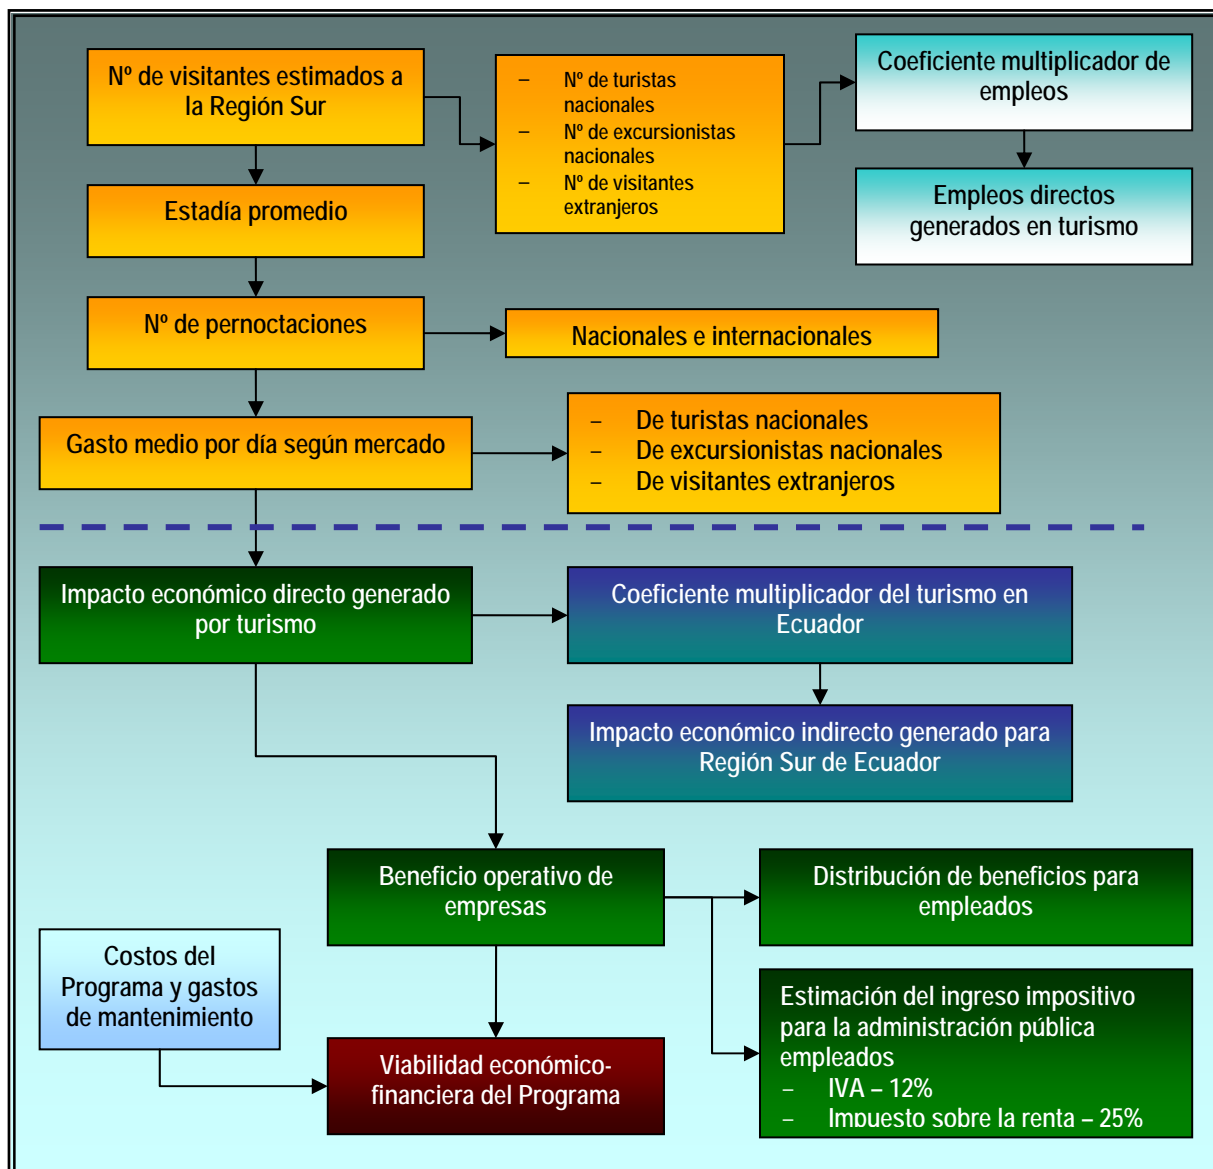 Nº de visitantes estimados a
la Región Sur
– Nº de turistas
nacionales
– Nº de excursionistas
nacionales
– Nº de visitantes
extranjeros
Coeficiente multiplicador de
empleos
Empleos directos
generados en turismo
Estadía promedio
Nº de pernoctaciones
Nacionales e internacionales
Gasto medio por día según mercado
– De turistas nacionales
– De excursionistas nacionales
– De visitantes extranjeros
Impacto económico directo generado
por turismo
Coeficiente multiplicador del turismo en
Ecuador
Impacto económico indirecto generado para
Región Sur de Ecuador
Beneficio operativo de
empresas
Distribución de beneficios para
empleados
Costos del
Programa y gastos
de mantenimiento
Estimación del ingreso impositivo
para la administración pública
empleados
– IVA – 12%
– Impuesto sobre la renta – 25%
Viabilidad económico-
financiera del Programa